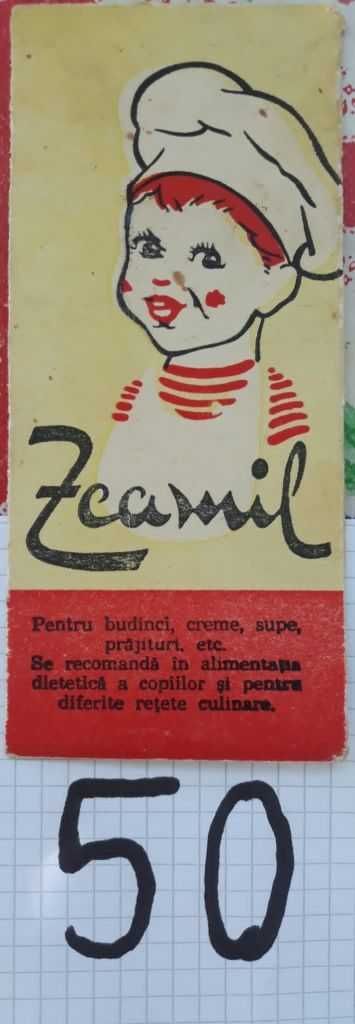 Zeamil
Pentru budinci, creme, supe,
prăjituri, etc.
Se recomandă în alimentația
dietetică a copiilor și pentru
diferite rețete culinare.
50